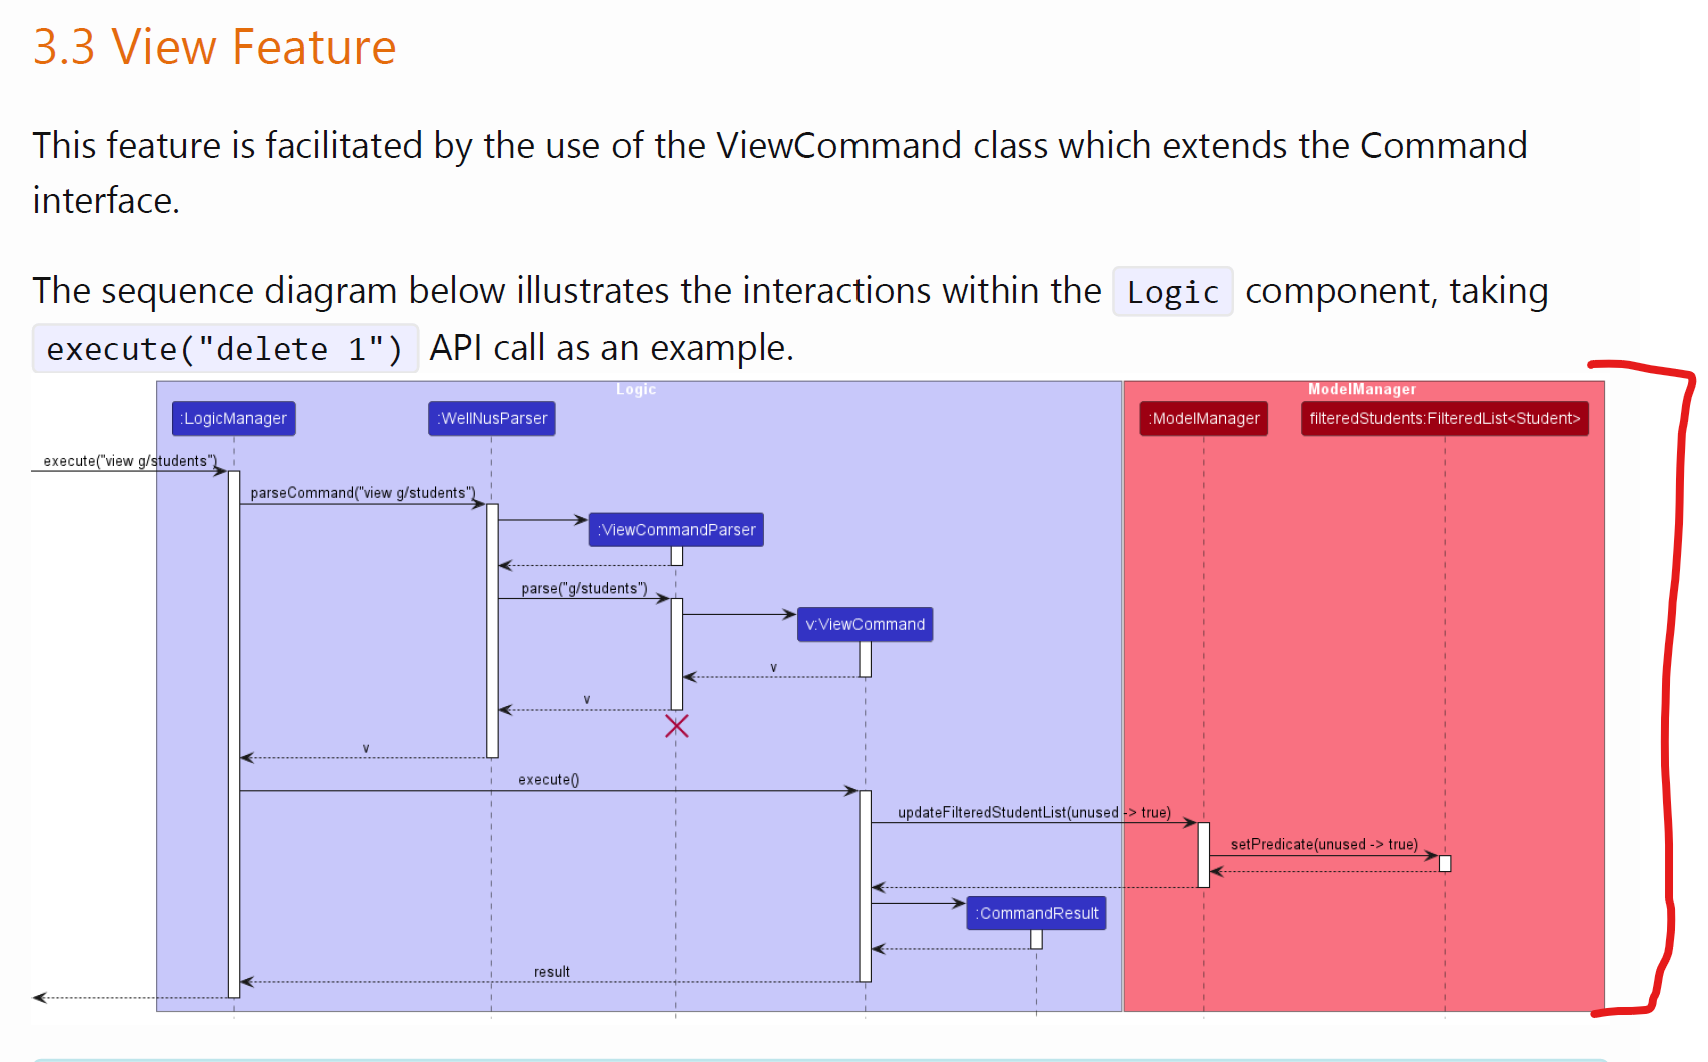 3.3 View Feature
This feature is facilitated by the use of the ViewCommand class which extends the Command
interface.
The sequence diagram below illustrates the interactions within the Logic component, taking
execute("delete 1") API call as an example.
Logic
ModelManager
:LogicManager
:WellNusParser
:ModelManager
filteredStudents:FilteredList<Student>
execute("view g/students")
parseCommand("view g/students")
:ViewCommandParser
parse("g/students")
v:ViewCommand
v
v
v
execute()
updateFilteredStudentList(unused -> true)
setPredicate(unused -> true)
:CommandResult
result